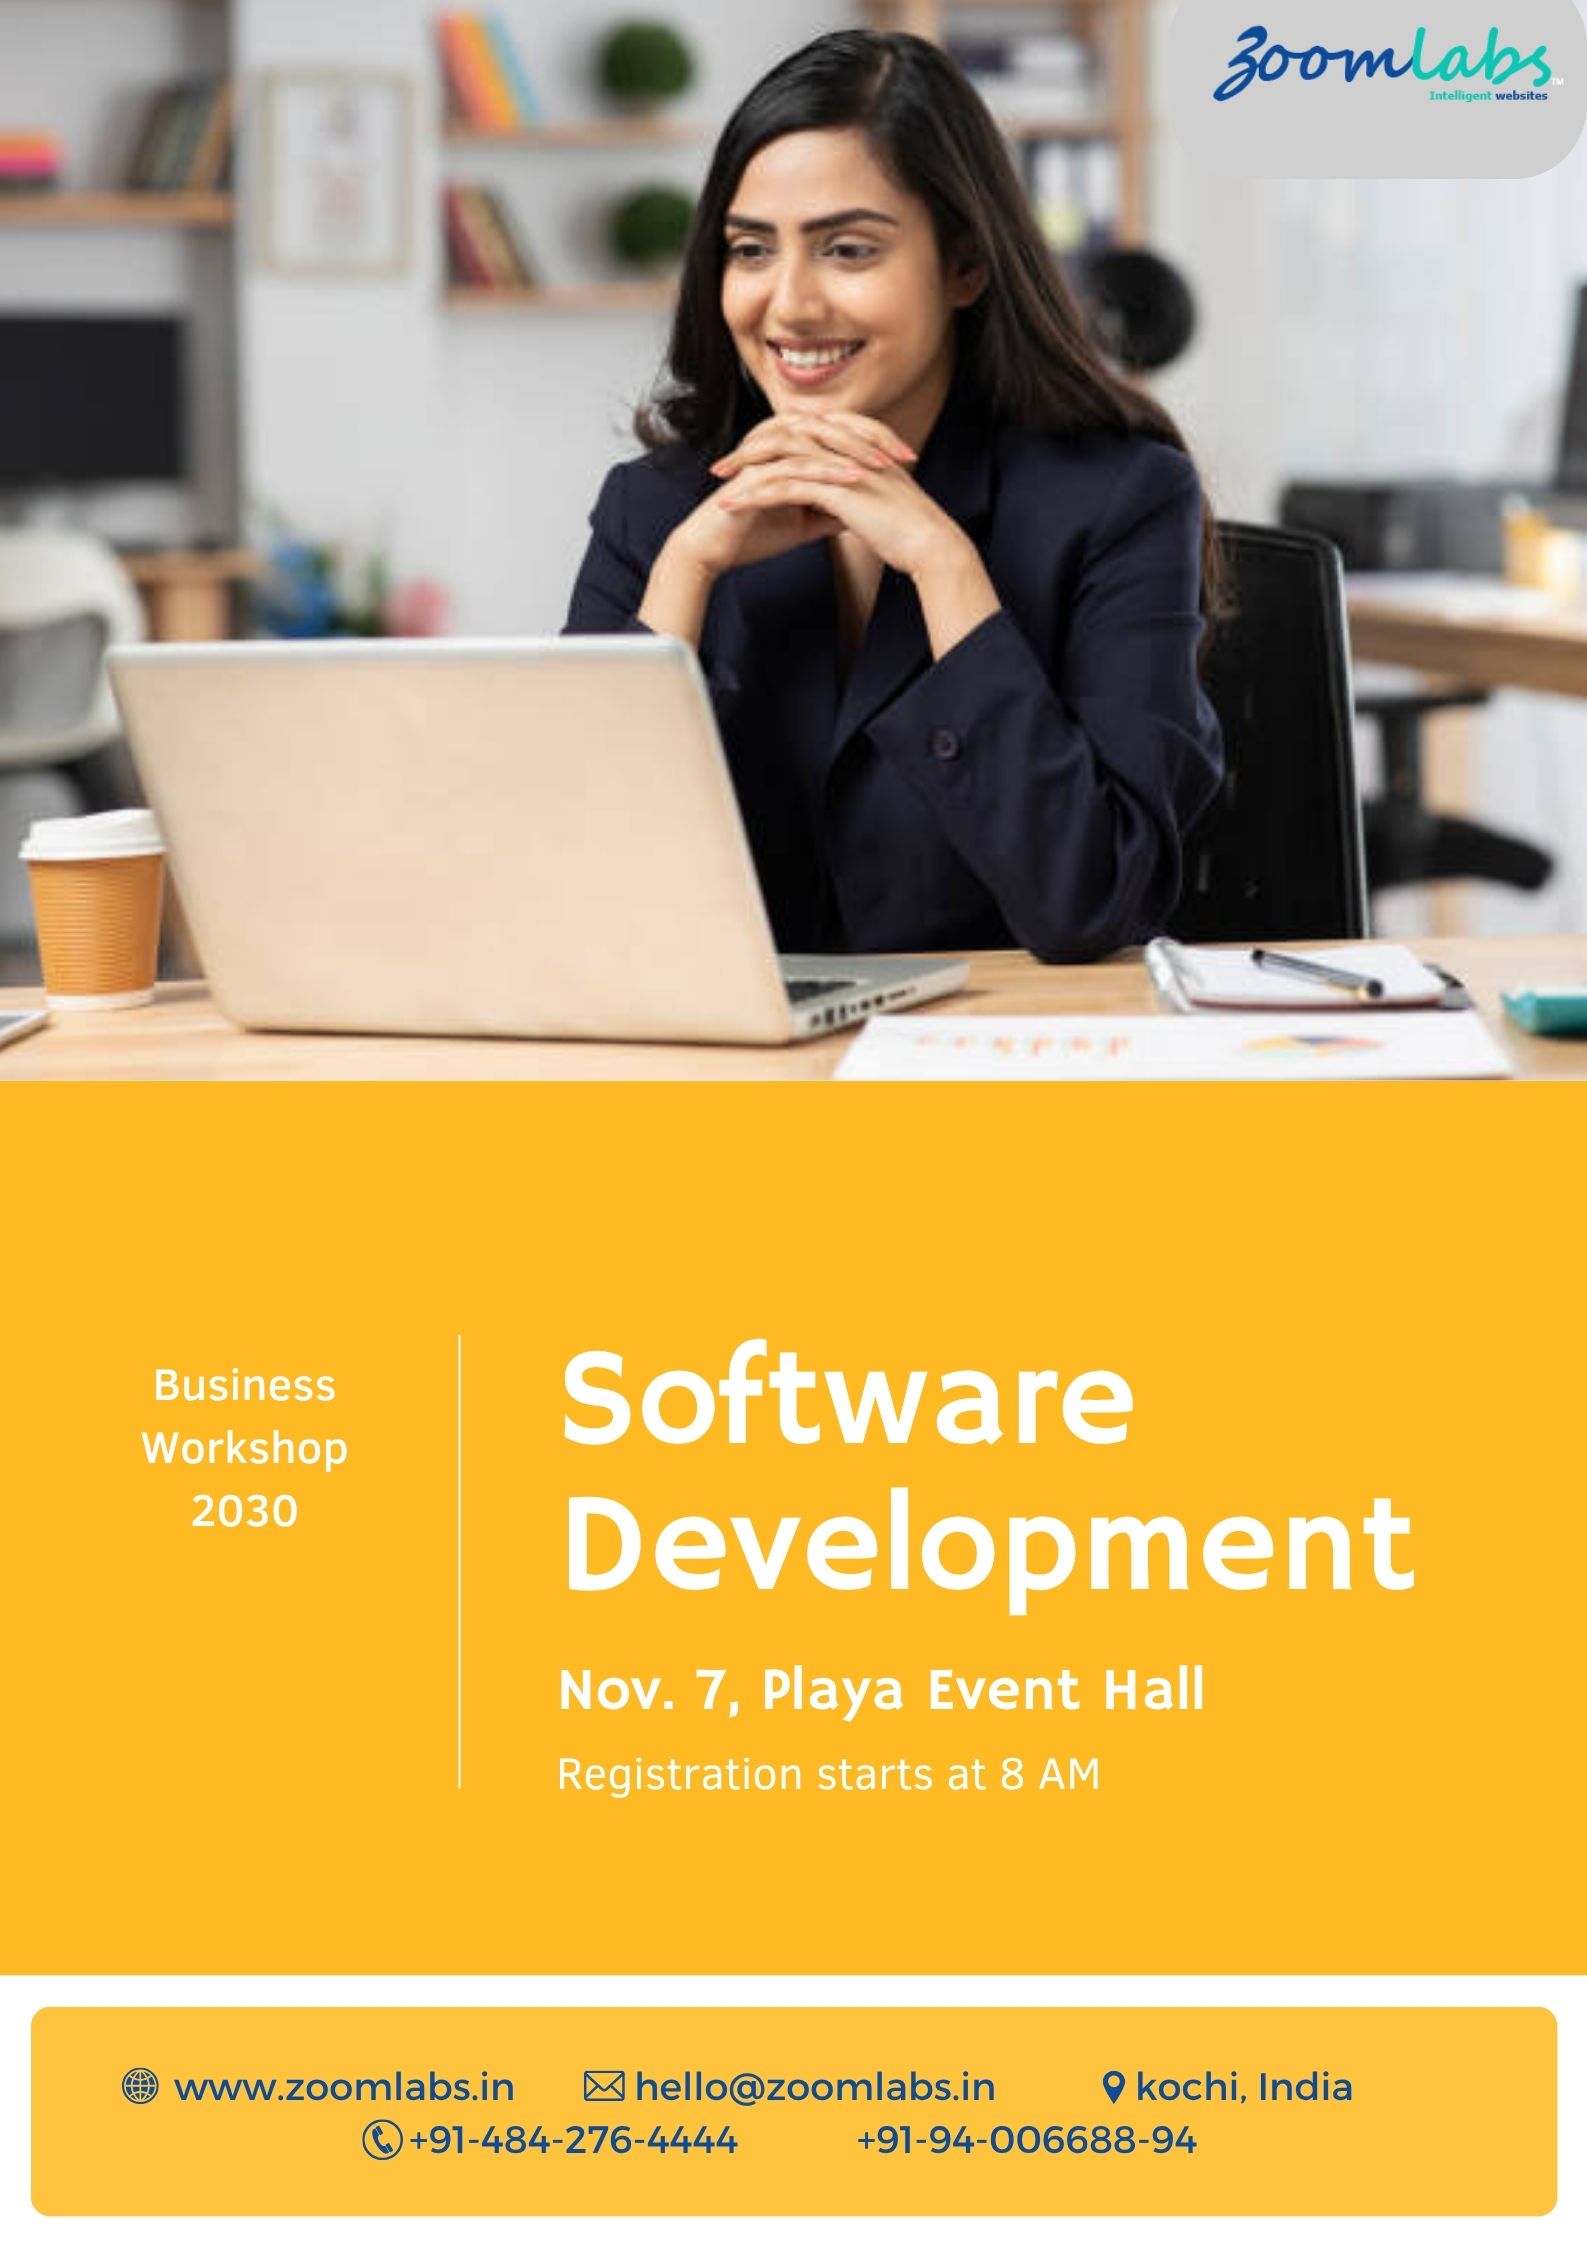 zoomlabs™
Intelligent websites
Business
Workshop
2030
Software
Development
Nov. 7, Playa Event Hall
Registration starts at 8 AM
www.zoomlabs.in hello@zoomlabs.in kochi, India
+91-484-276-4444 +91-94-006688-94